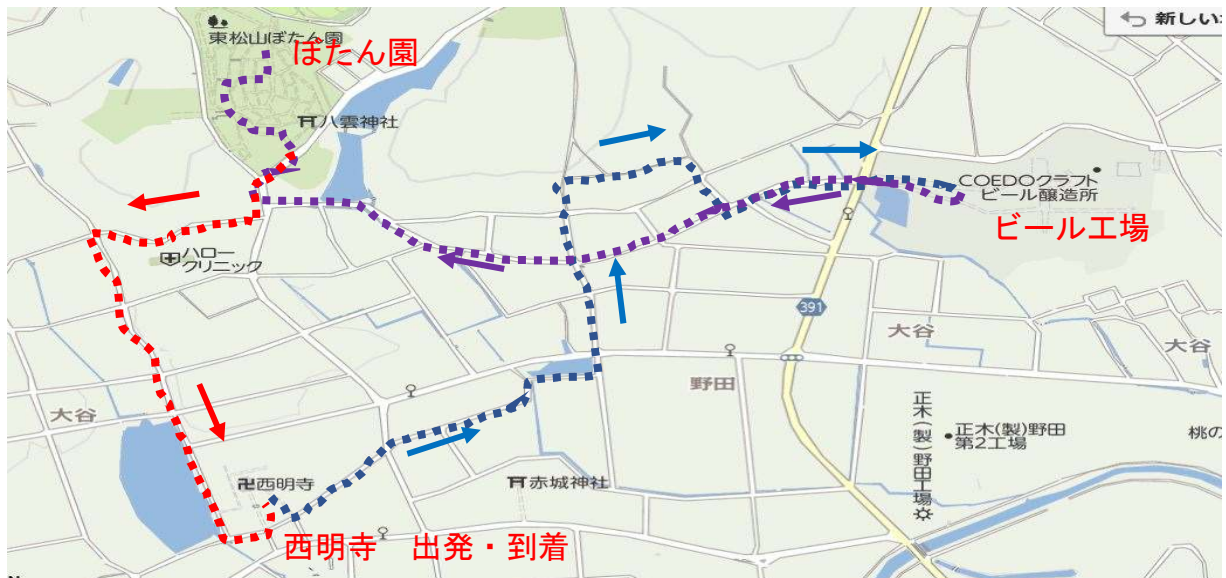 新しい
東松山ぼたん園
ぼたん園
八雲神社
COEDOクラフト
ビール醸造所
ビール工場
ハロー
クリニック
391
大谷
大谷
野田
大谷
正木(製)野田工場
正木(製)野田
第2工場
桃の
西明寺
赤城神社
西明寺 出発・到着